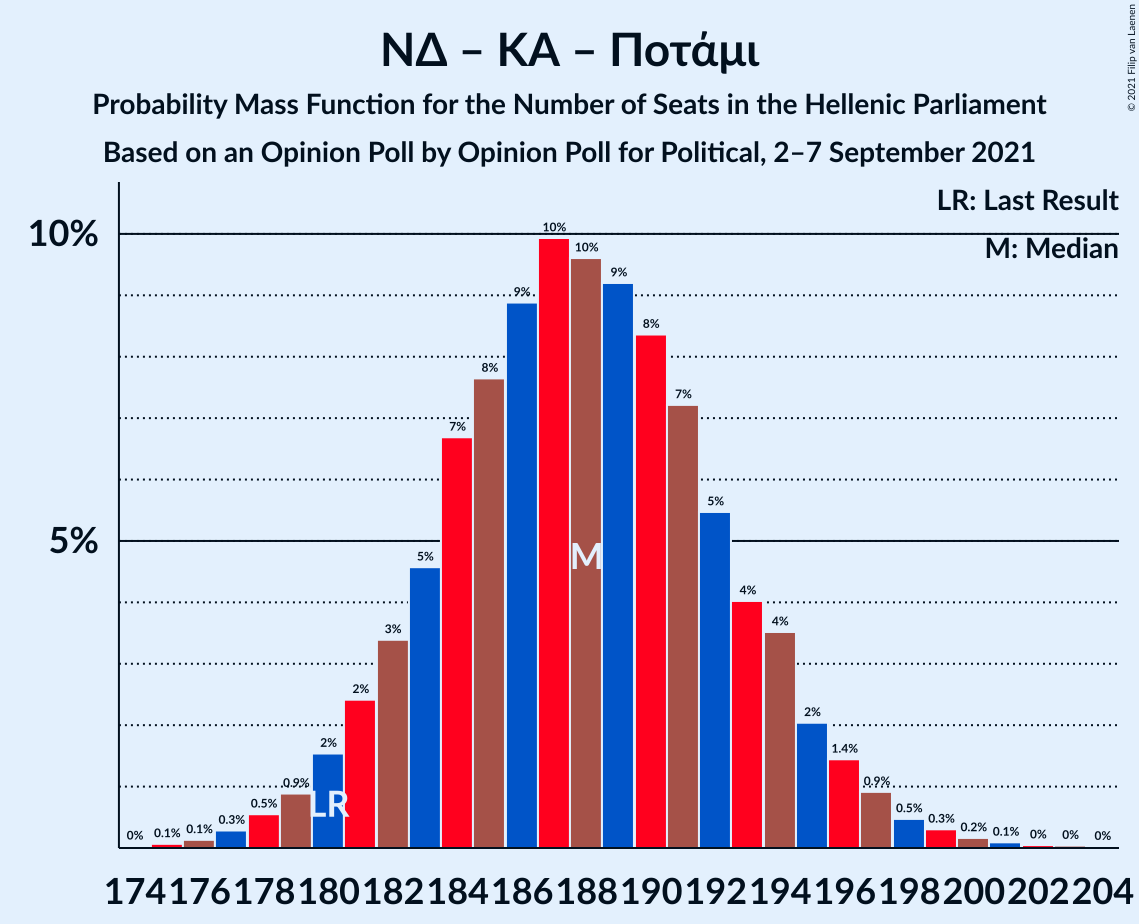 ΝΔ – ΚΑ – Ποτάμι
Probability Mass Function for the Number of Seats in the Hellenic Parliament
Based on an Opinion Poll by Opinion Poll for Political, 2–7 September 2021
© 2021 Filip van Laenen
LR: Last Result
M: Median
10%
5%
0% 0.1% 0.1% 0.3% 0.5% 0.9% 2% 2% 3% 5% 7% 8% 9% 10% 10% 9% 8% 7% 5% 4% 4% 2% 1.4% 0.9% 0.5% 0.3% 0.2% 0.1% 0% 0% 0%
M
LR
174 176 178 180 182 184 186 188 190 192 194 196 198 200 202 204